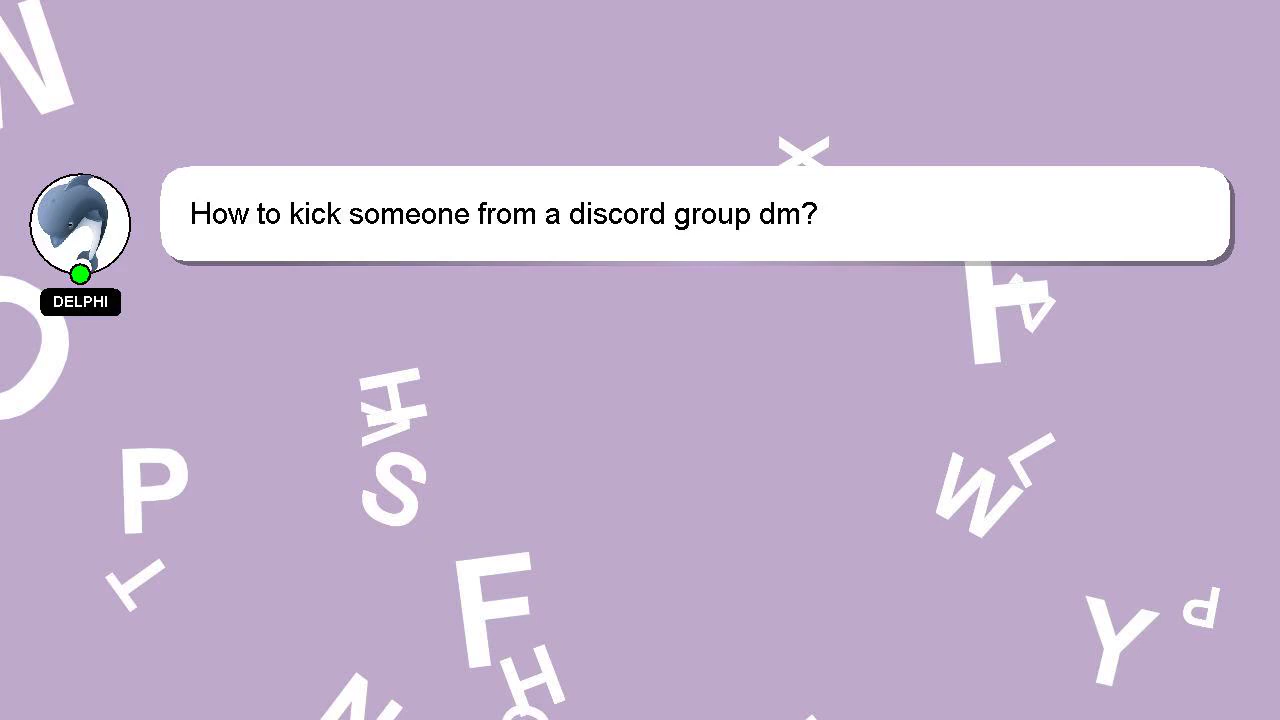 N
X
How to kick someone from a discord group dm?
DELPHI
H
S
P
L
W
T
F
Y
P
H
N